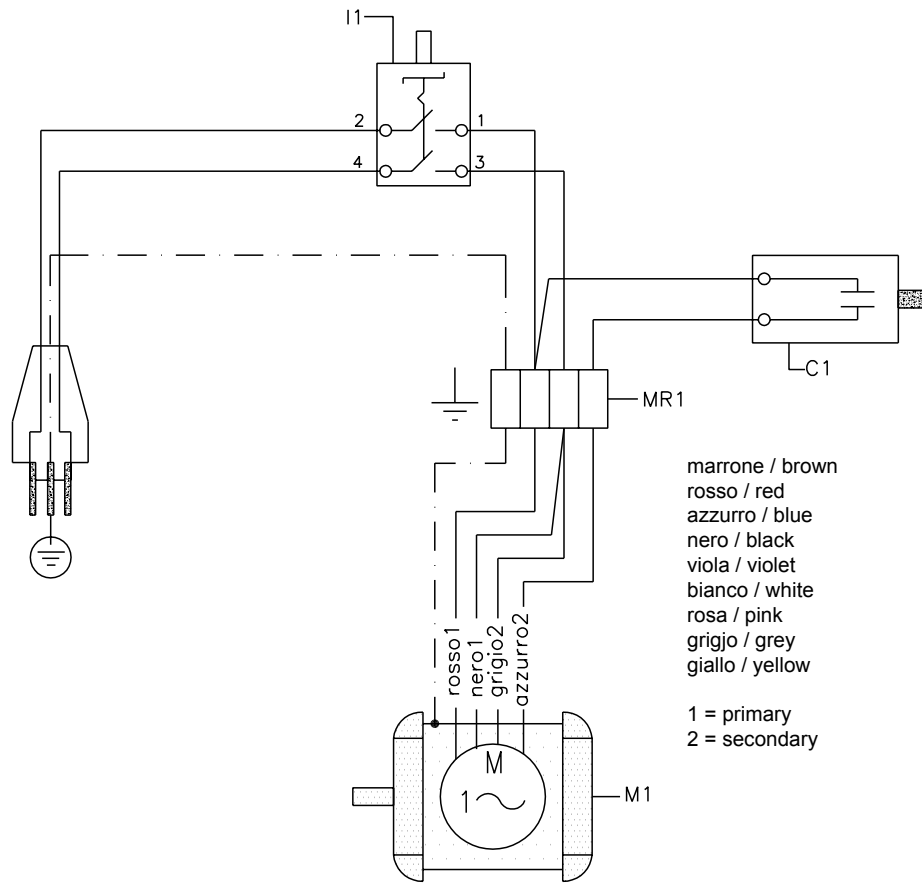 I1
2
1
4
3
C1
MR1
marrone / brown
rosso / red
azzurro / blue
nero / black
viola / violet
bianco / white
rosa / pink
grigjo / grey
giallo / yellow
1 = primary
2 = secondary
rosso1
nero1
grigio2
azzurro2
M
1
M1